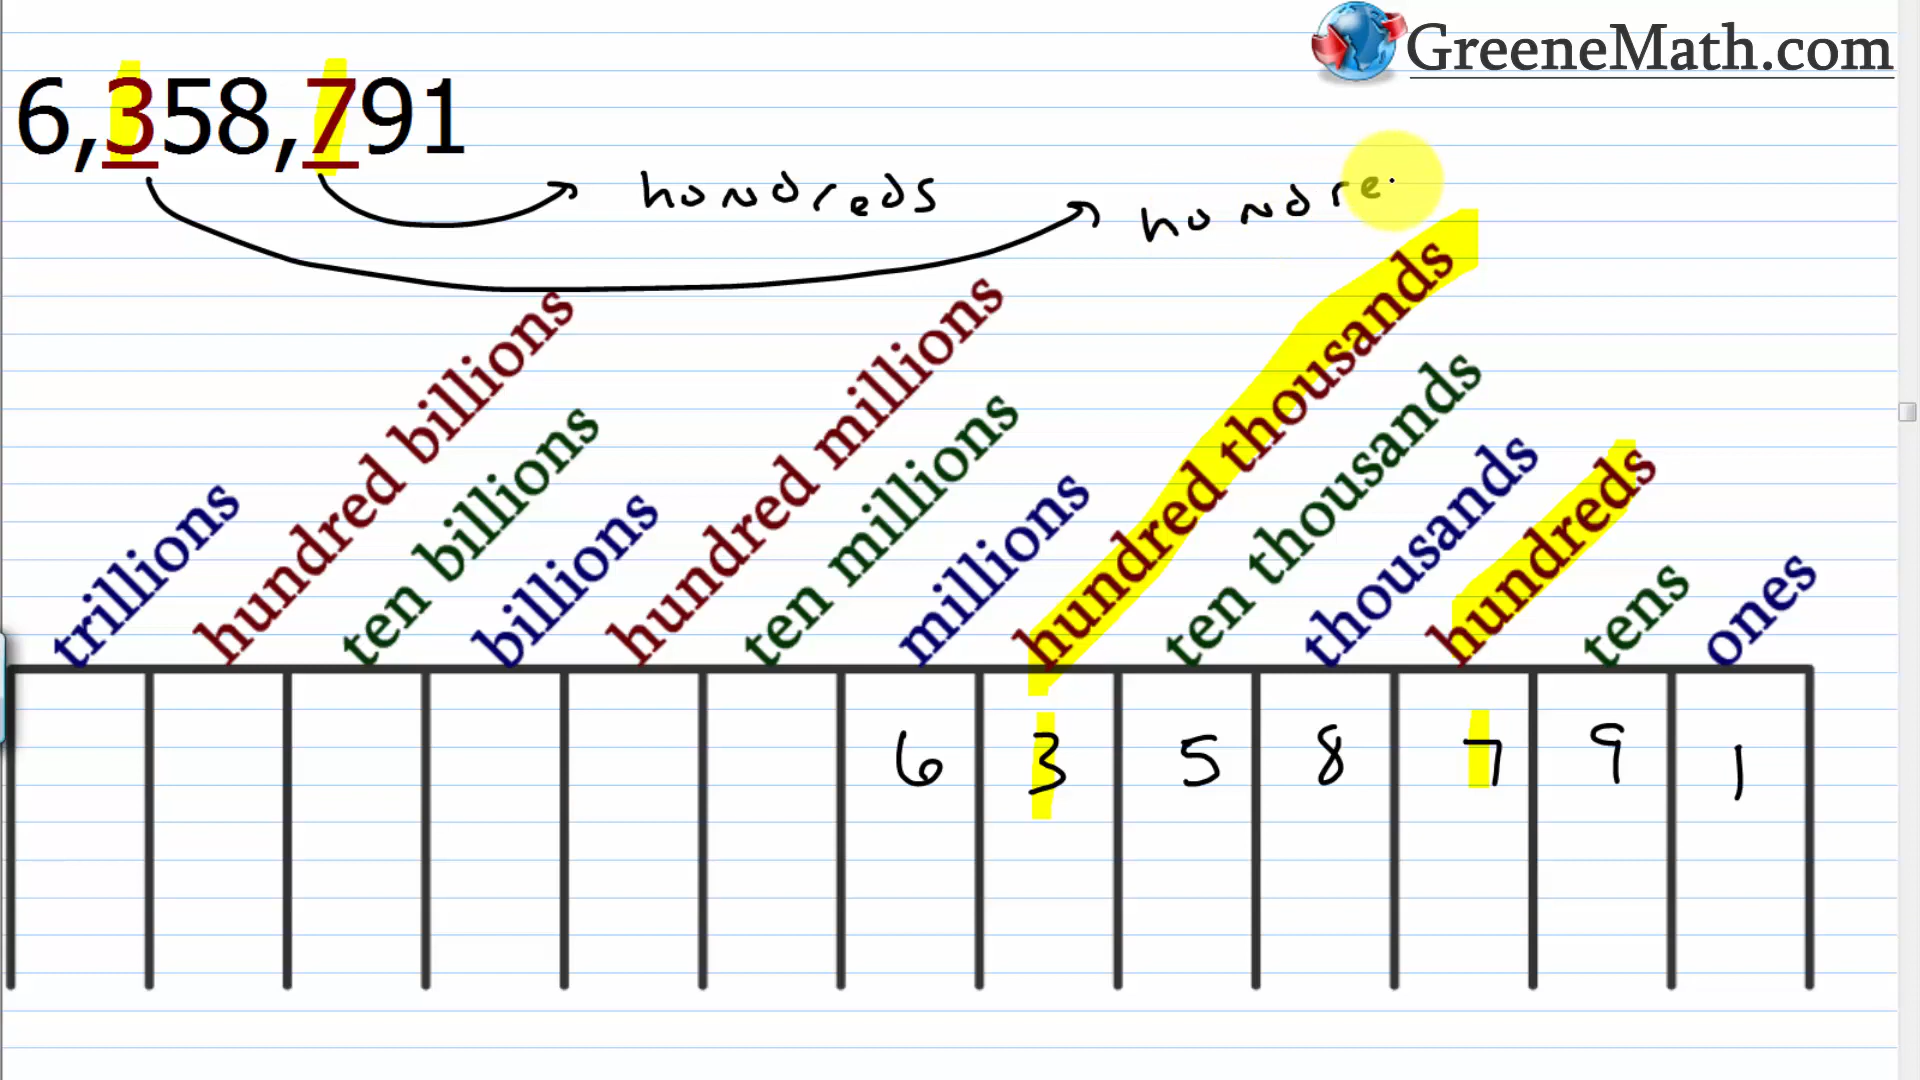 GreeneMath.com
6,358,791
hundreds
hundre
trillions
hundred billions
ten billions
billions
hundred millions
ten millions
millions
hundred thousands
ten thousands
thousands
hundreds
tens
ones
6 3 5 8 7 9 1